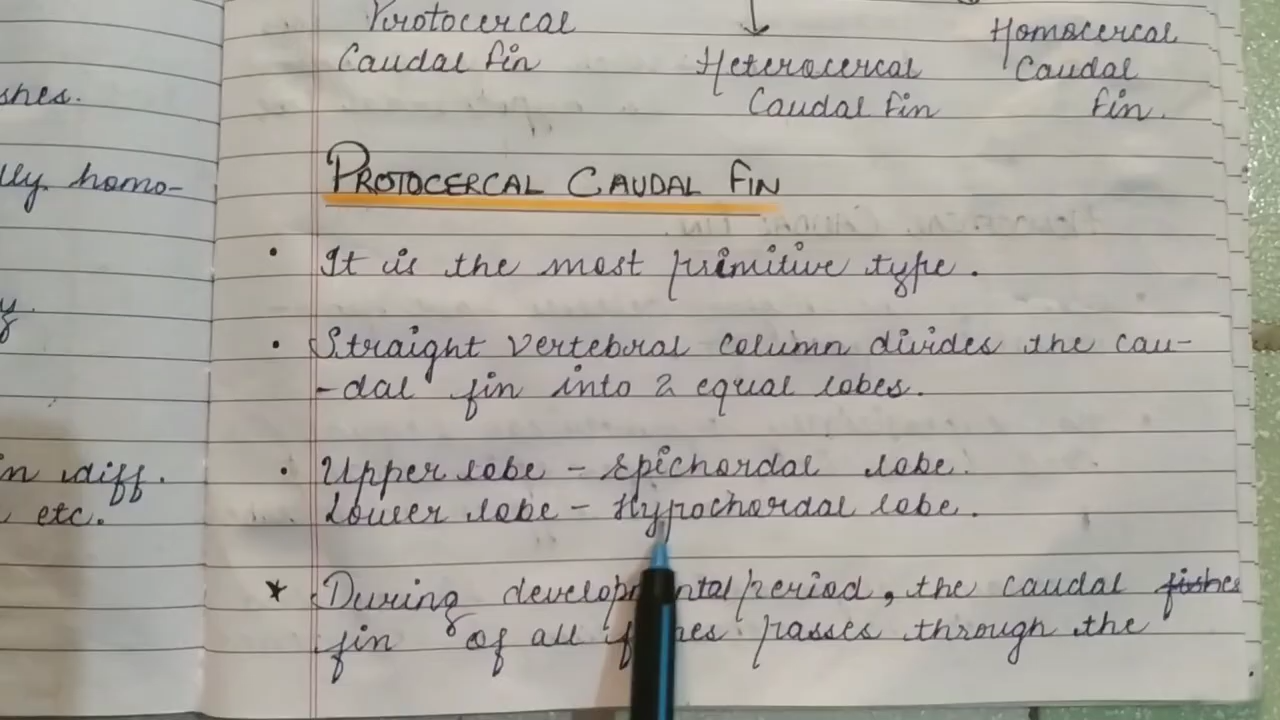 shes.
lly homo-
y.
in diff.
etc.
Protocercal
Caudal fin
Heterocercal
Caudal fin
Homocercal
Caudal
fin.
PROTOCERCAL CAUDAL FIN
• It is the most primitive type.
• Straight vertebral column divides the cau-
-dal fin into 2 equal lobes.
• Upper lobe - Epichordal lobe.
Lower lobe - Hypochordal lobe.
* During developmental period, the caudal fishes
fin of all fishes passes through the